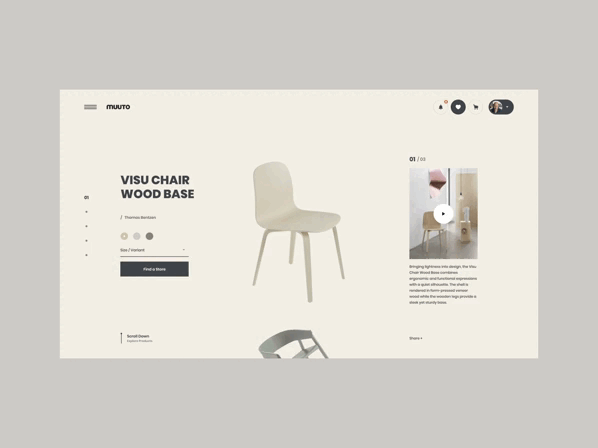 muuto
01 / 03
VISU CHAIR
WOOD BASE
01
/ Thomas Bentzen
Size / Variant
Find a Store
Bringing lightness into design, the Visu
Chair Wood Base combines
ergonomic and functional expressions
with a quiet silhouette. The shell is
rendered in form-pressed veneer
wood while the wooden legs provide a
sleek yet sturdy base.
Scroll Down
Explore Products
Share +